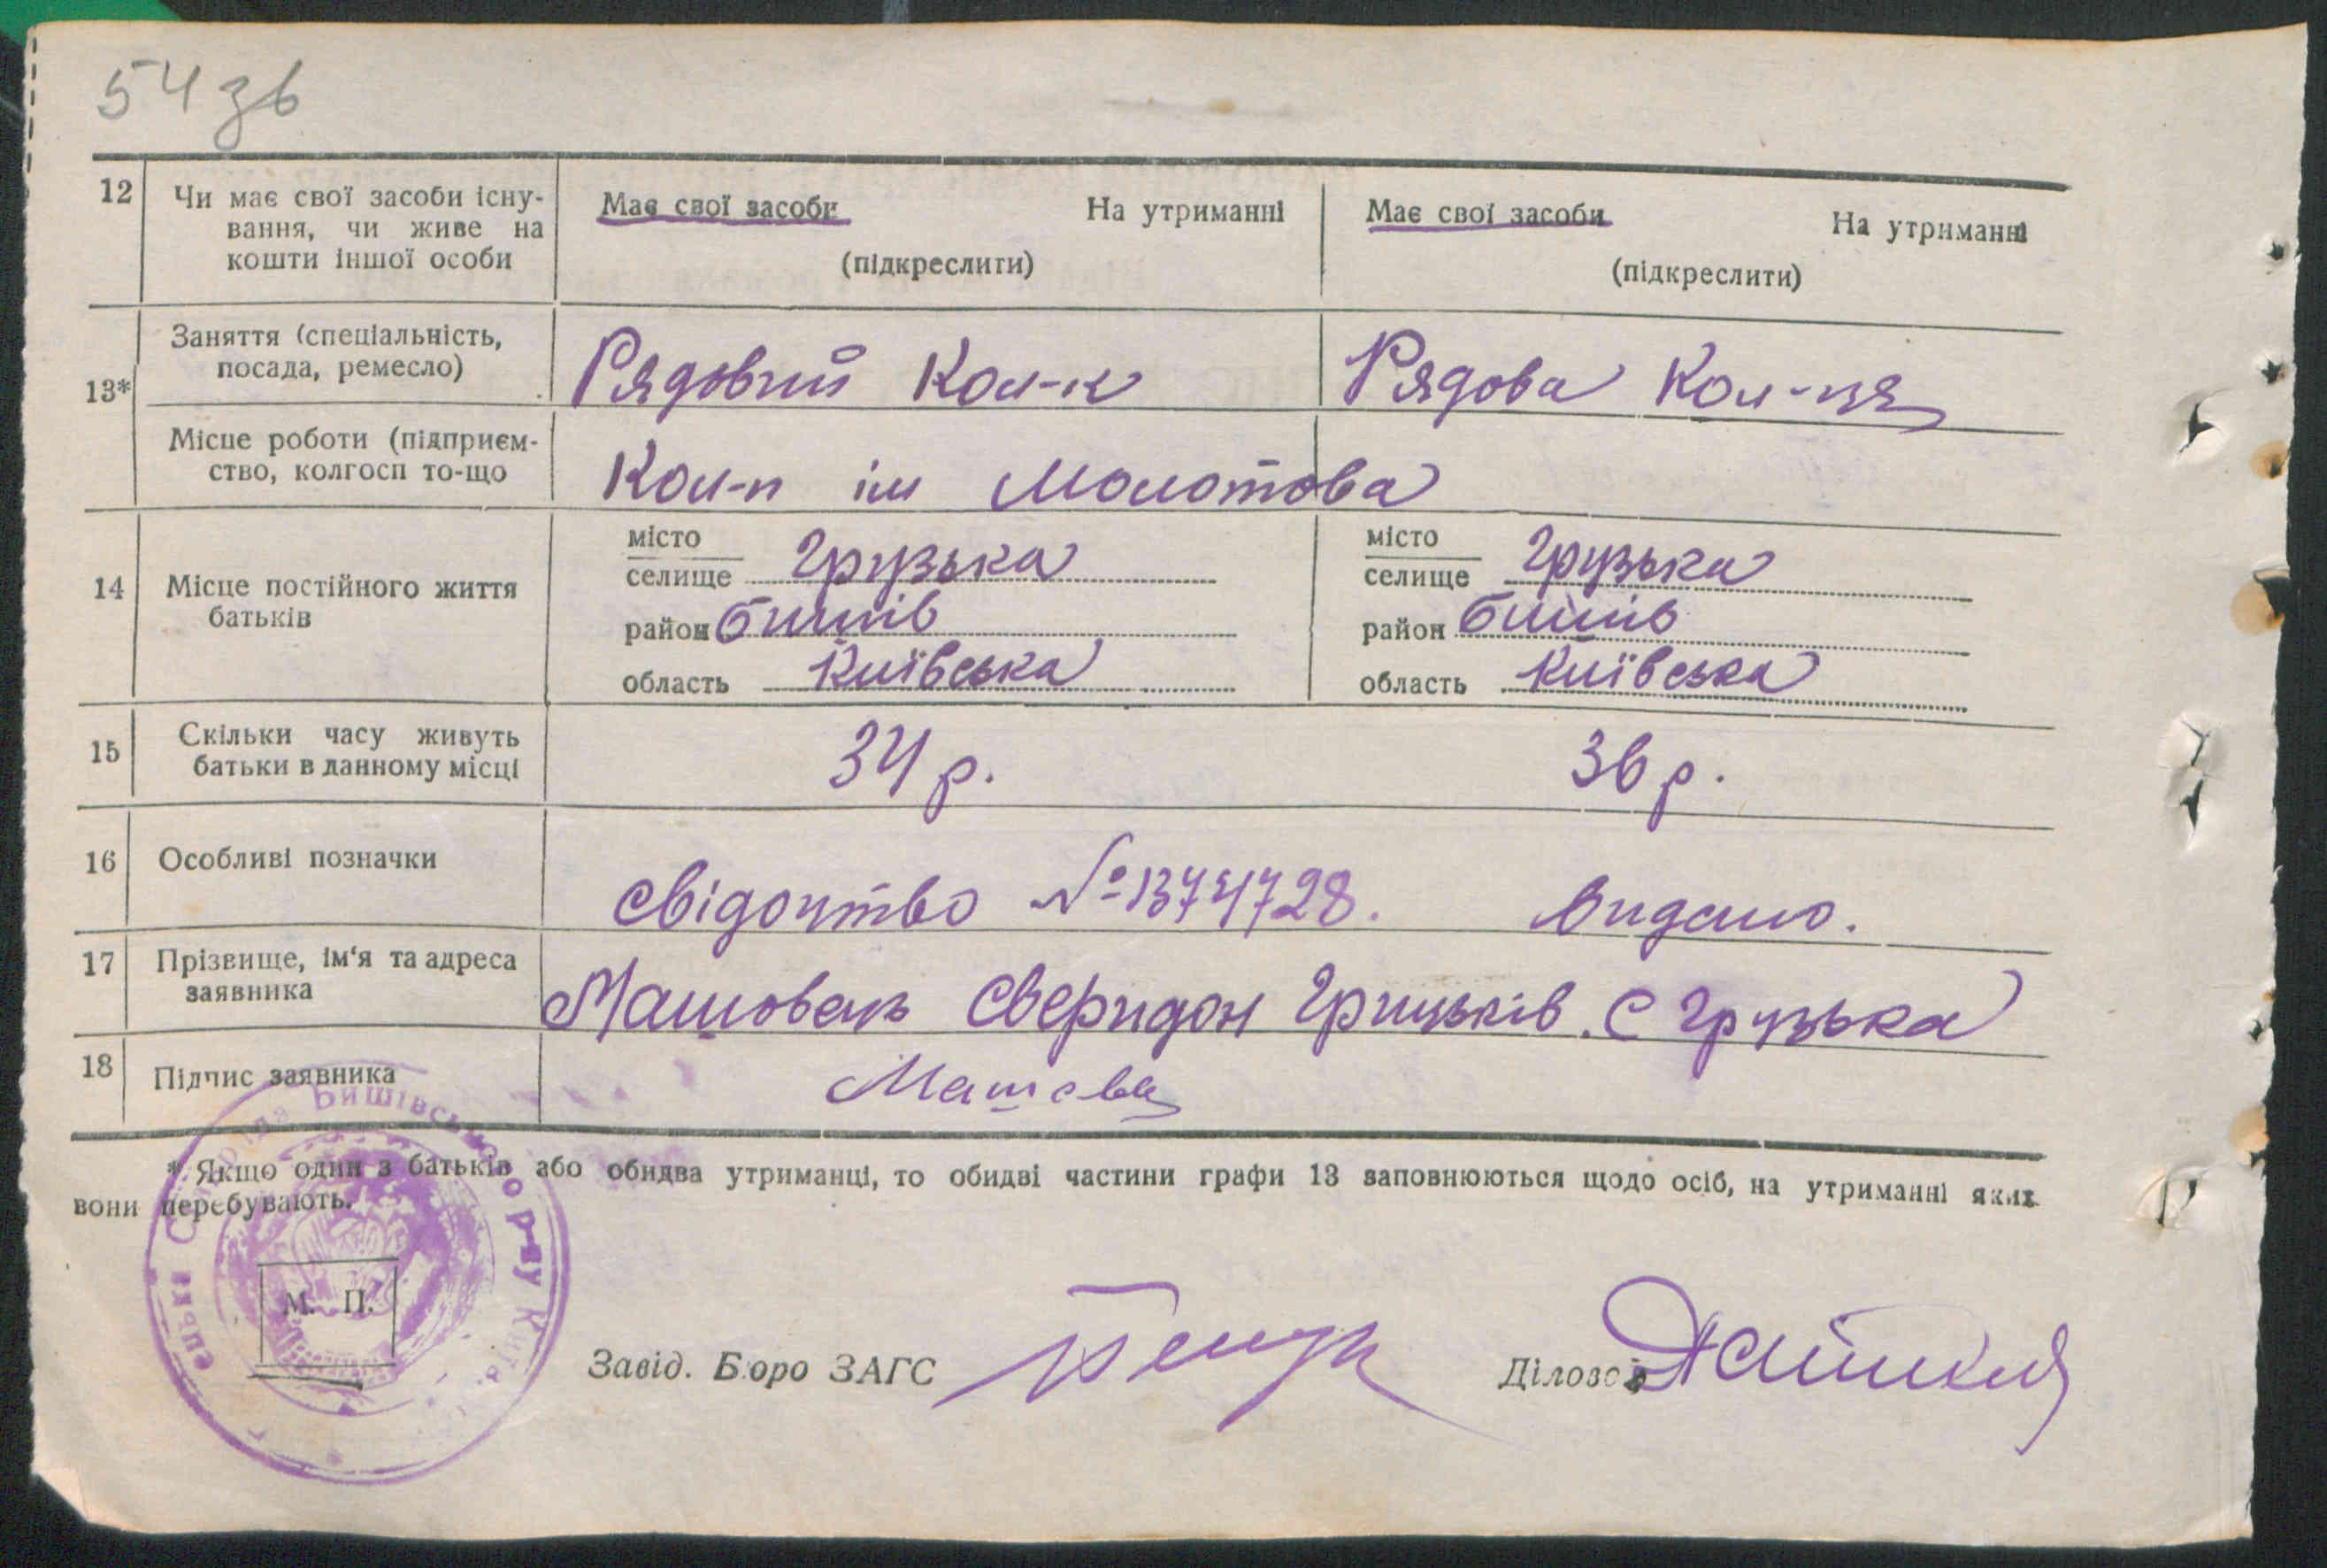 54 зв
12 Чи має свої засоби існу- Має свої засоби На утриманні Має свої засоби На утриманні
вання, чи живе на
кошти іншої особи (підкреслити) (підкреслити)
13* Заняття (спеціальність,
посада, ремесло) Рядовий Кол-к Рядова Кол-ця
Місце роботи (підприєм-
ство, колгосп то-що Кол-п ім Молотова
14 Місце постійного життя
батьків
місто
селище Грузька
район бишів
область Київська
місто
селище Грузька
район бишів
область Київська
15 Скільки часу живуть
батьки в данному місці 34 р. 36 р.
16 Особливі позначки
Свідоцтво № 1374728. видано.
17 Прізвище, ім'я та адреса
заявника Машовець Сверидон Грицьків. С Грузька
18 Підпис заявника
* Якщо один з батьків або обидва утриманці, то обидві частини графи 13 заповнюються щодо осіб, на утриманні яких
вони перебувають.
Бишівського р-ну
М. П.
Завід. Бюро ЗАГС Діловод